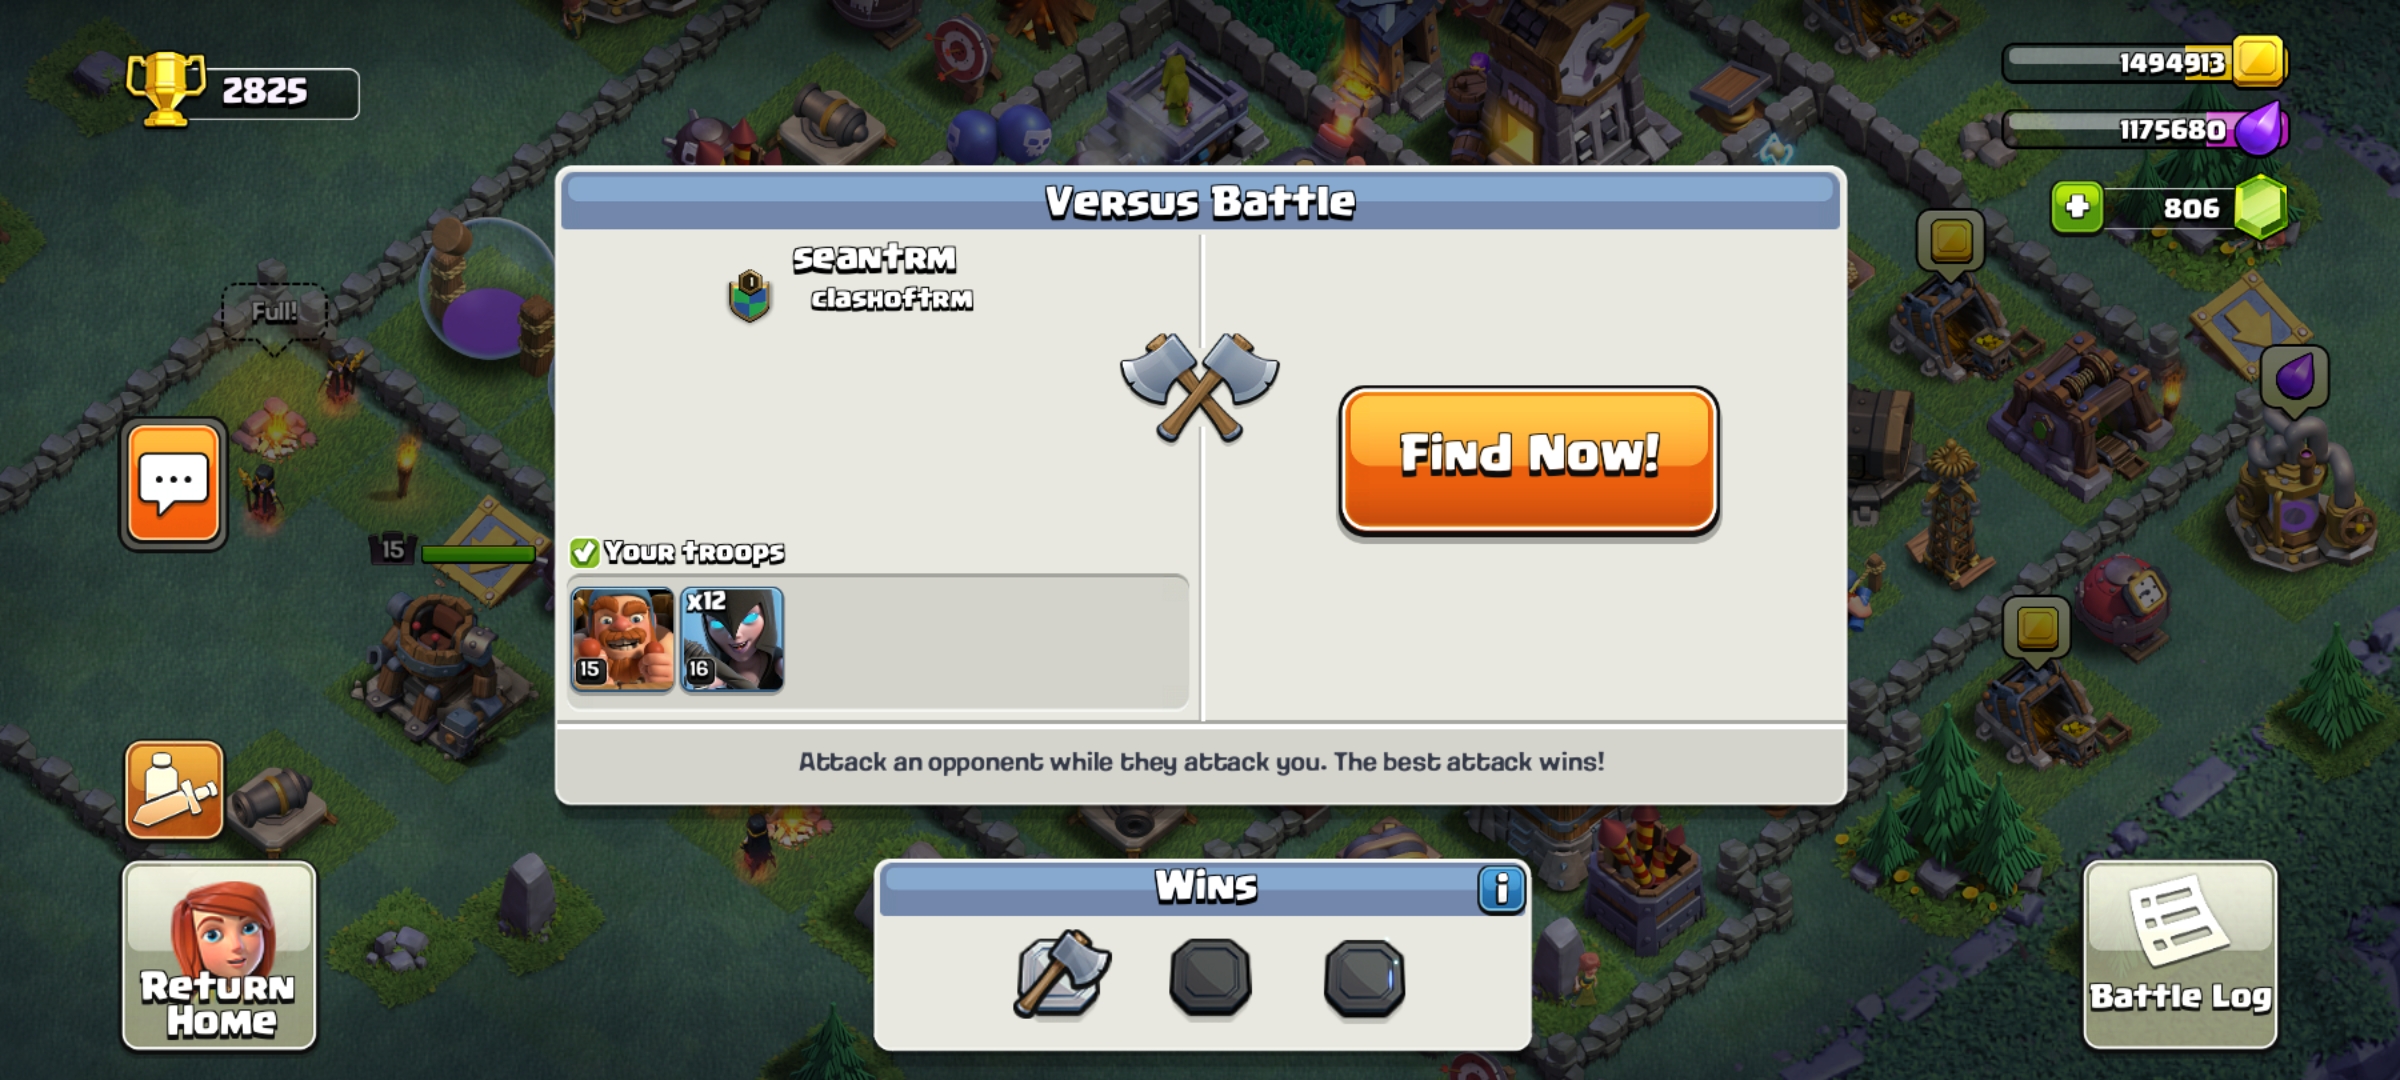 2825
1494913
1175680
806
Versus Battle
seantrm
1
clashoftrm
Full!
Find Now!
15
Your troops
x12
15
16
Attack an opponent while they attack you. The best attack wins!
Wins
i
Return
Home
Battle Log